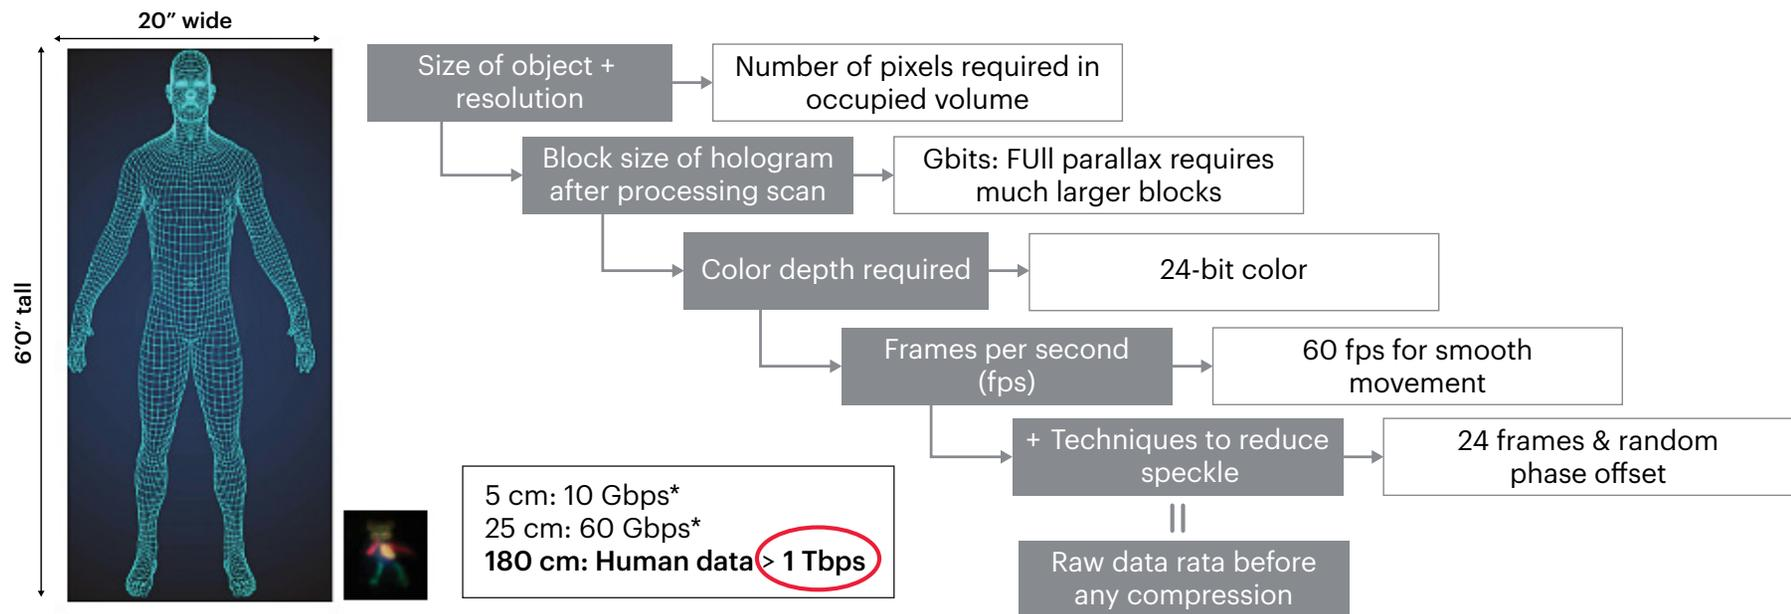 20” wide
6’0” tall
Size of object +
resolution
Number of pixels required in
occupied volume
Block size of hologram
after processing scan
Gbits: FUll parallax requires
much larger blocks
Color depth required
24-bit color
Frames per second
(fps)
60 fps for smooth
movement
+ Techniques to reduce
speckle
24 frames & random
phase offset
||
Raw data rata before
any compression
5 cm: 10 Gbps*
25 cm: 60 Gbps*
180 cm: Human data > 1 Tbps